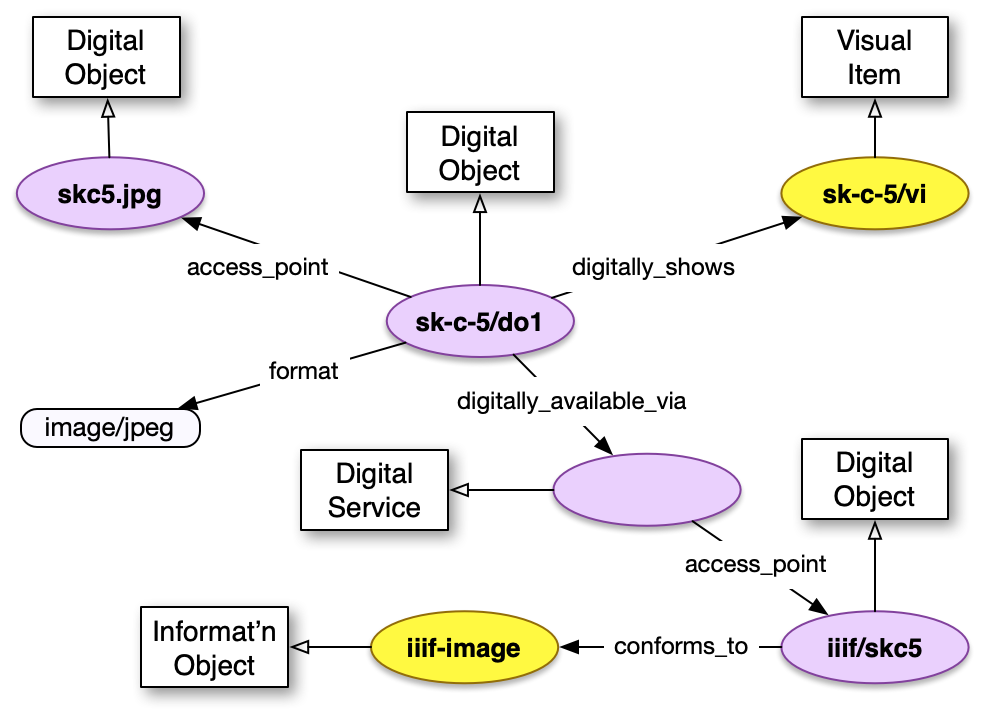 Digital
Object
Visual
Item
Digital
Object
skc5.jpg
sk-c-5/vi
access_point
digitally_shows
sk-c-5/do1
format
digitally_available_via
image/jpeg
Digital
Service
Digital
Object
access_point
Informat’n
Object
iiif-image
conforms_to
iiif/skc5